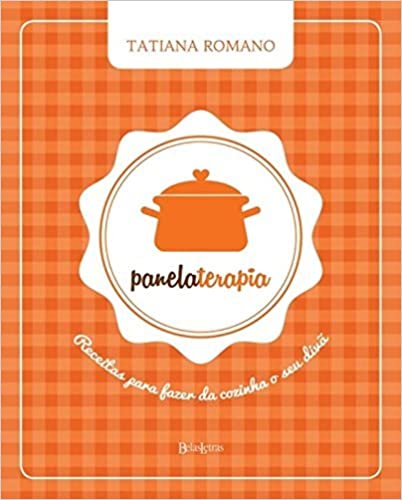 TATIANA ROMANO
panelaterapia
Receitas para fazer da cozinha o seu divã
BelasLetras